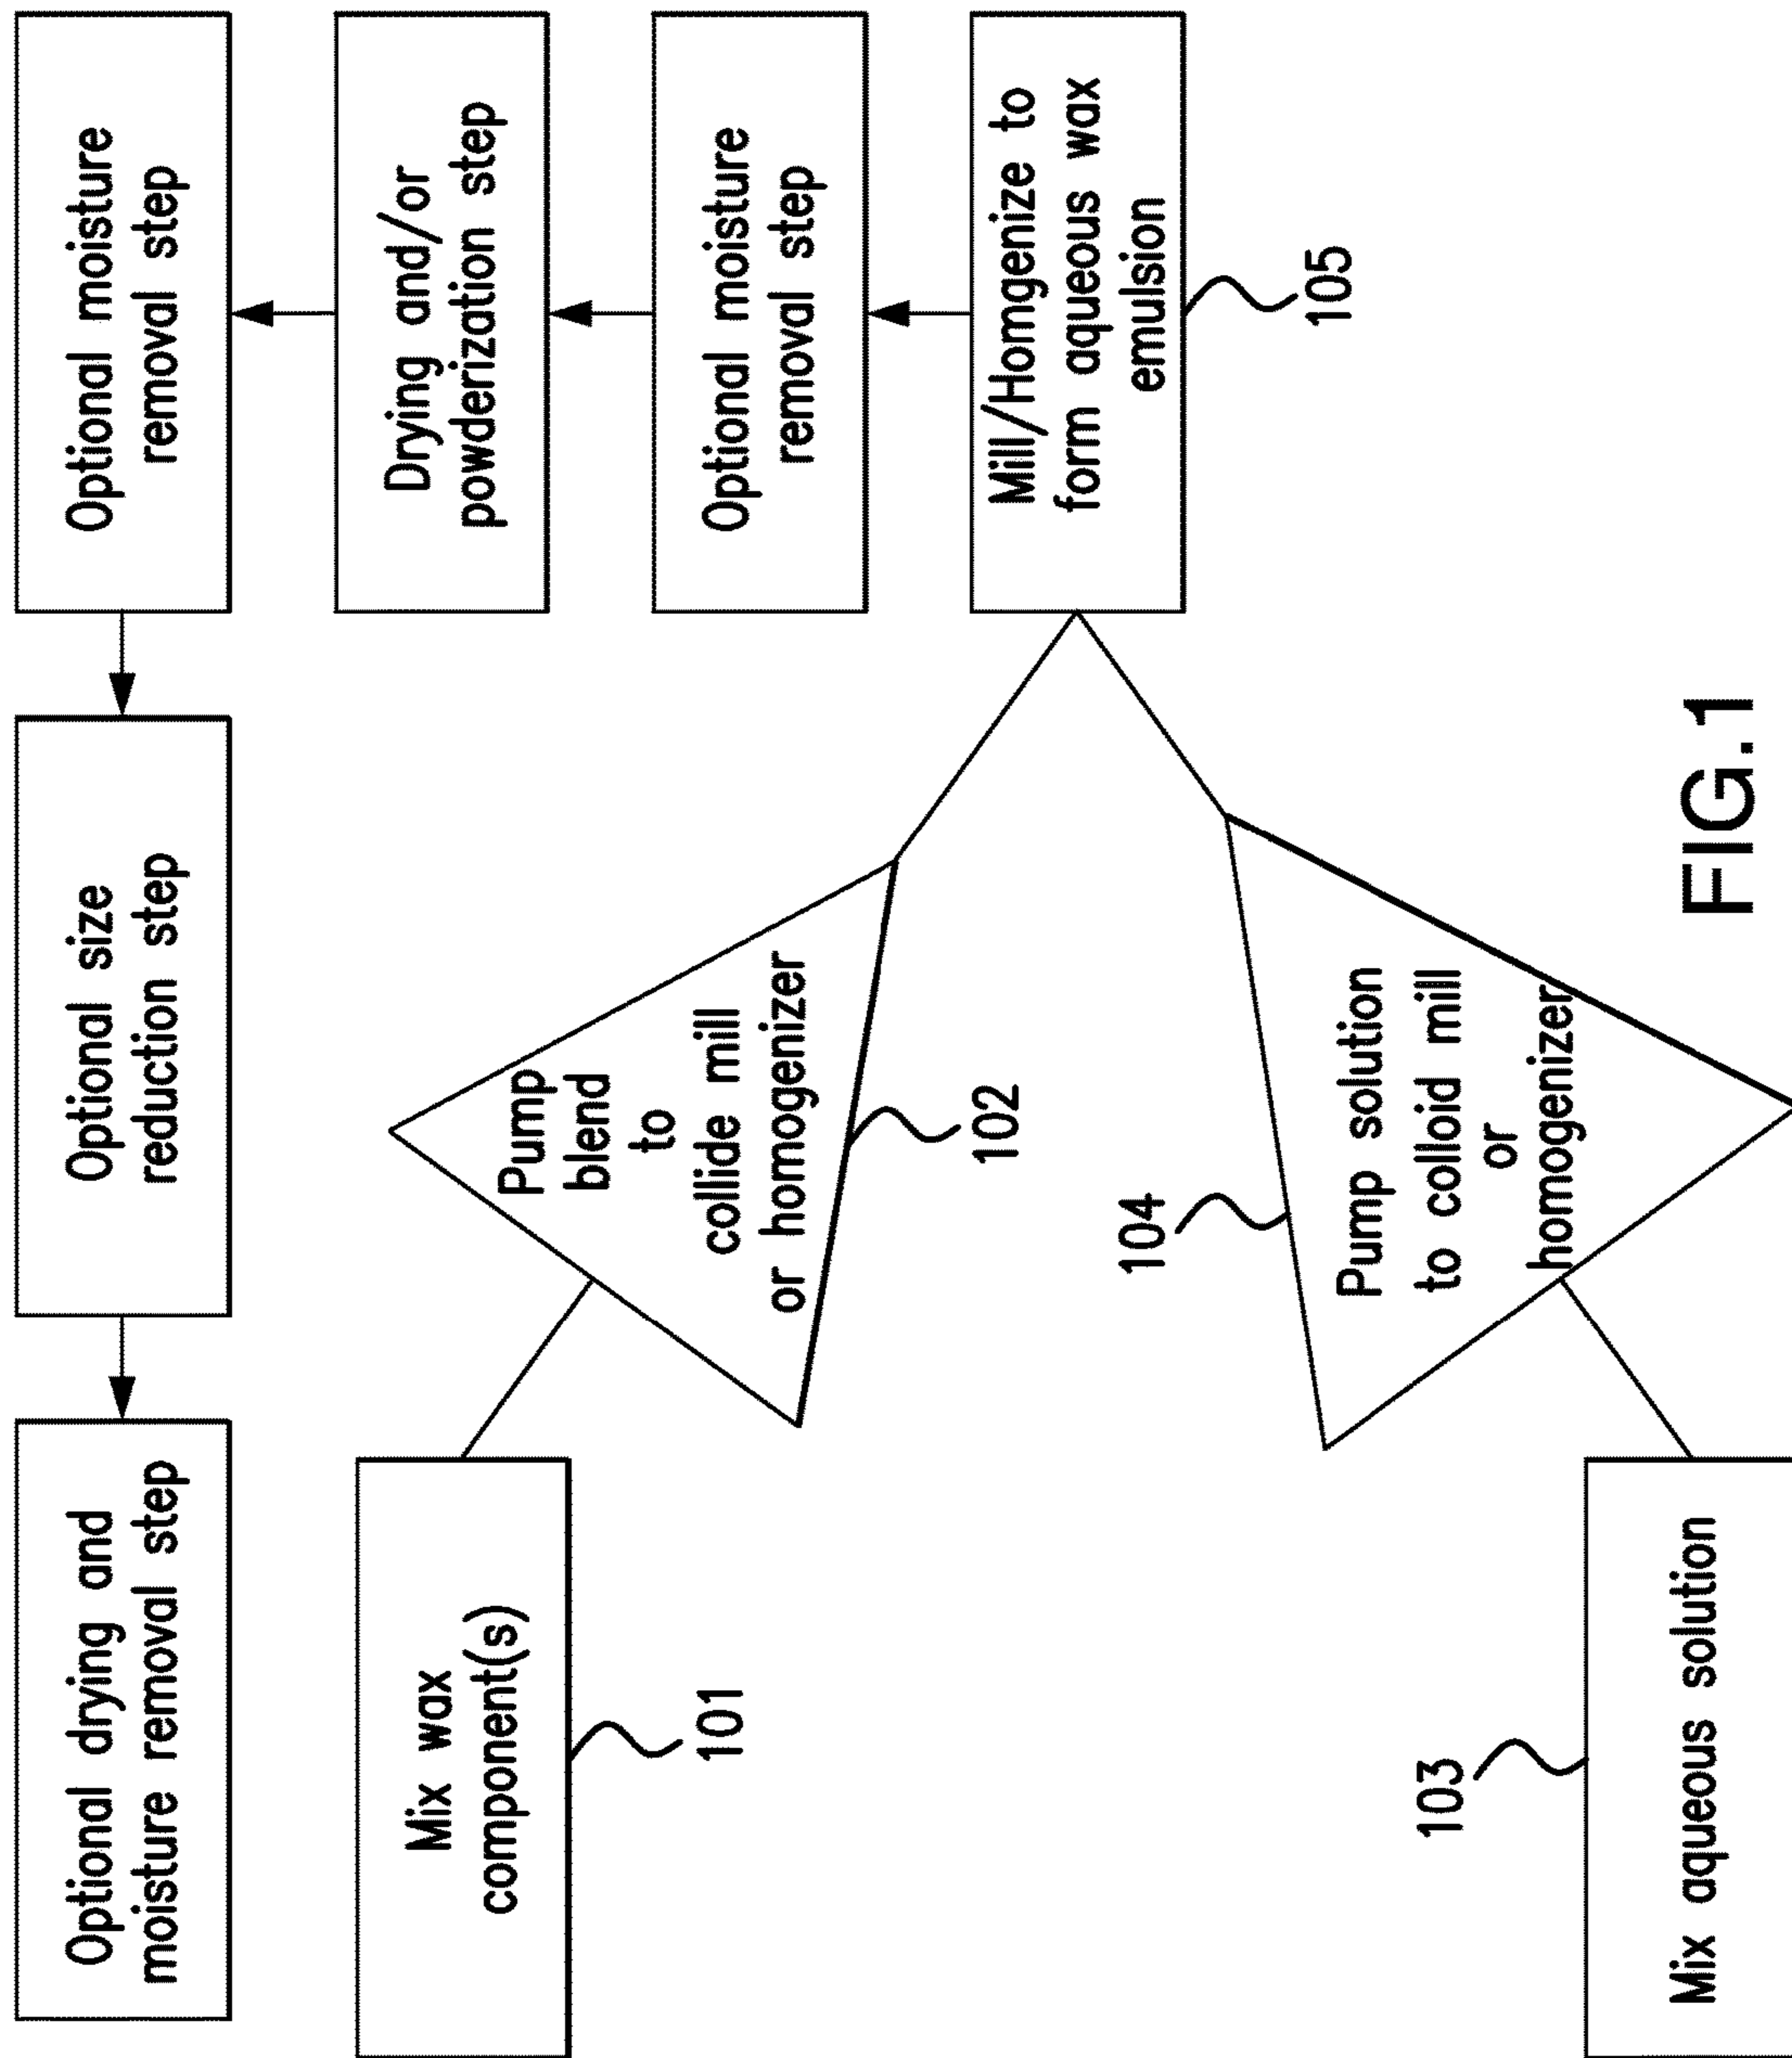 Optional drying and
moisture removal step
Optional size
reduction step
Optional moisture
removal step
Mix wax
component(s)
101
Pump
blend
to
collide mill
or homogenizer
102
Drying and/or
powderization step
Optional moisture
removal step
Mill/Homgenize to
form aqueous wax
emulsion
105
103
Mix aqueous solution
104
Pump solution
to colloid mill
or
homogenizer
FIG.1